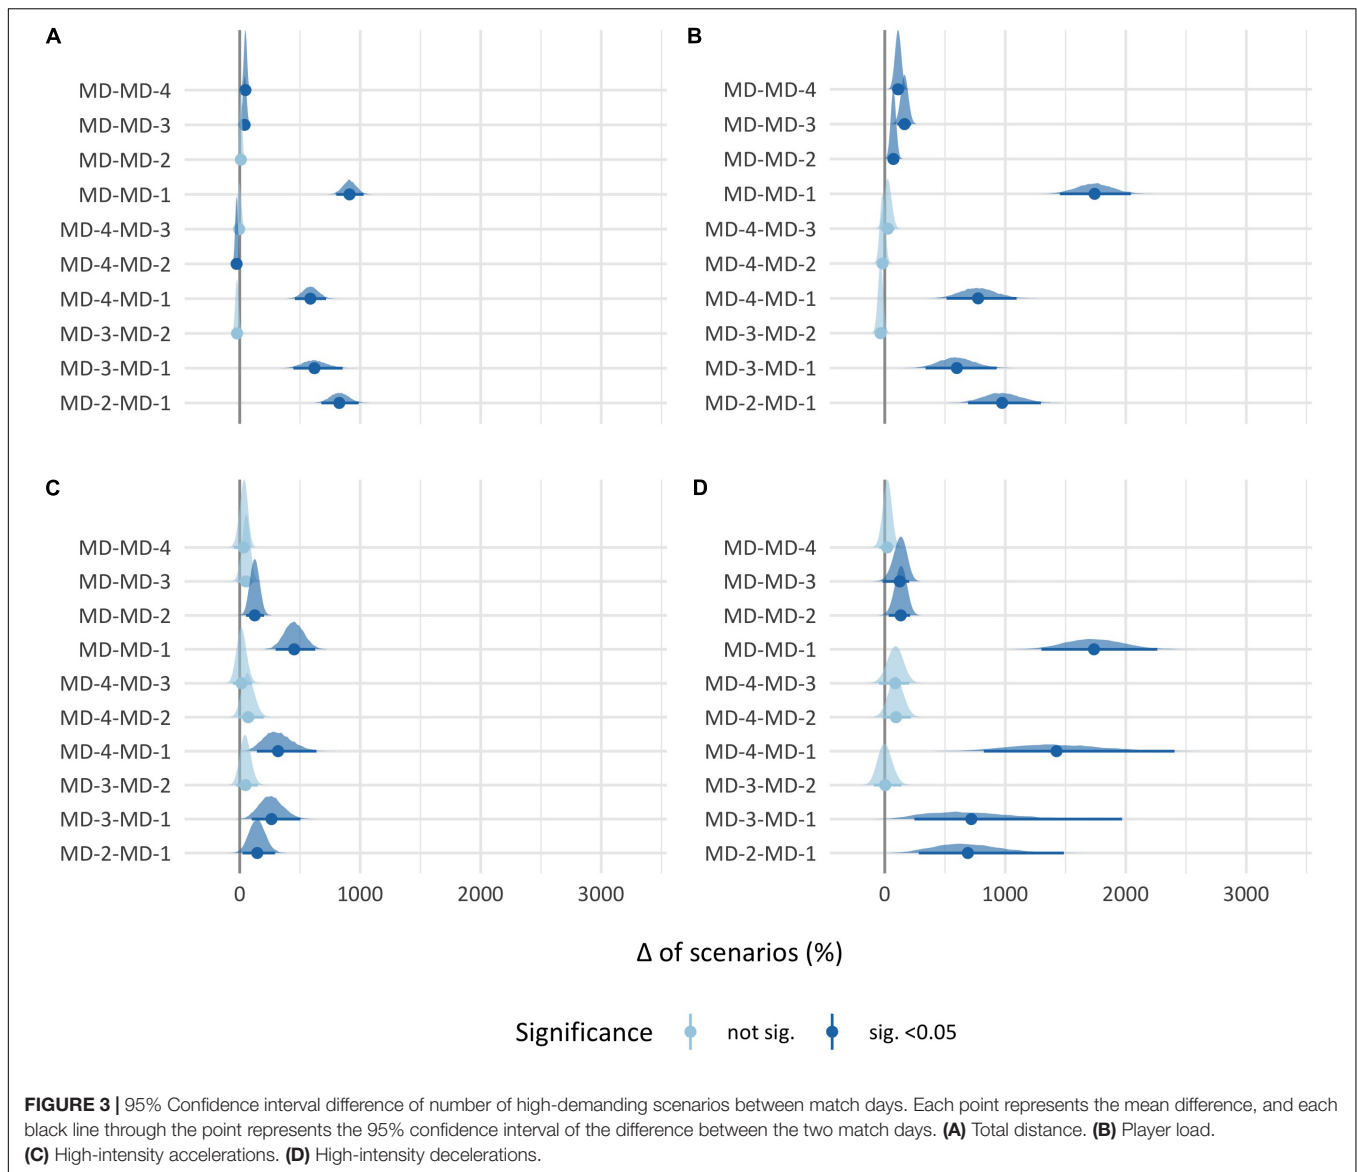 A
MD-MD-4
MD-MD-3
MD-MD-2
MD-MD-1
MD-4-MD-3
MD-4-MD-2
MD-4-MD-1
MD-3-MD-2
MD-3-MD-1
MD-2-MD-1
B
MD-MD-4
MD-MD-3
MD-MD-2
MD-MD-1
MD-4-MD-3
MD-4-MD-2
MD-4-MD-1
MD-3-MD-2
MD-3-MD-1
MD-2-MD-1
C
MD-MD-4
MD-MD-3
MD-MD-2
MD-MD-1
MD-4-MD-3
MD-4-MD-2
MD-4-MD-1
MD-3-MD-2
MD-3-MD-1
MD-2-MD-1
0 1000 2000 3000
D
MD-MD-4
MD-MD-3
MD-MD-2
MD-MD-1
MD-4-MD-3
MD-4-MD-2
MD-4-MD-1
MD-3-MD-2
MD-3-MD-1
MD-2-MD-1
0 1000 2000 3000
Δ of scenarios (%)
Significance not sig. sig. <0.05
FIGURE 3 | 95% Confidence interval difference of number of high-demanding scenarios between match days. Each point represents the mean difference, and each
black line through the point represents the 95% confidence interval of the difference between the two match days. (A) Total distance. (B) Player load.
(C) High-intensity accelerations. (D) High-intensity decelerations.